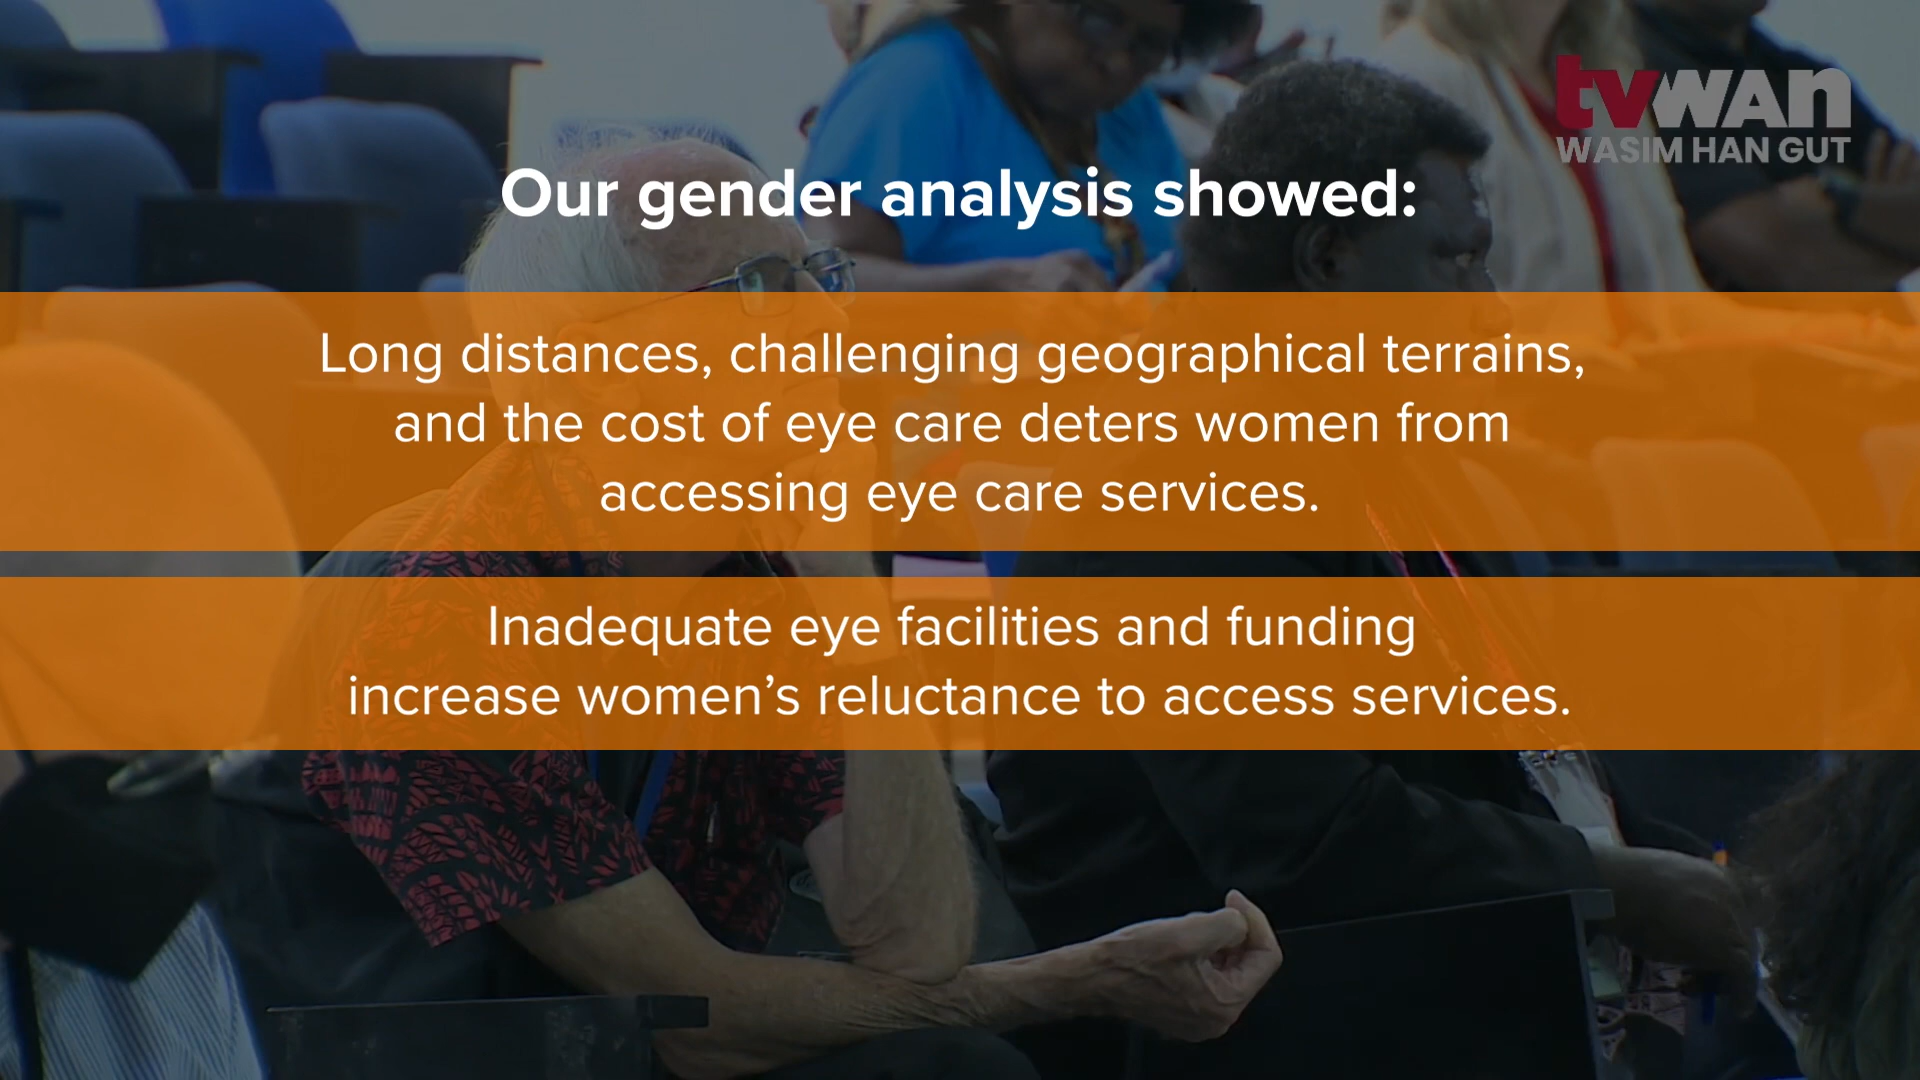 tvwan
WASIM HAN GUT
Our gender analysis showed:
Long distances, challenging geographical terrains,
and the cost of eye care deters women from
accessing eye care services.
Inadequate eye facilities and funding
increase women’s reluctance to access services.